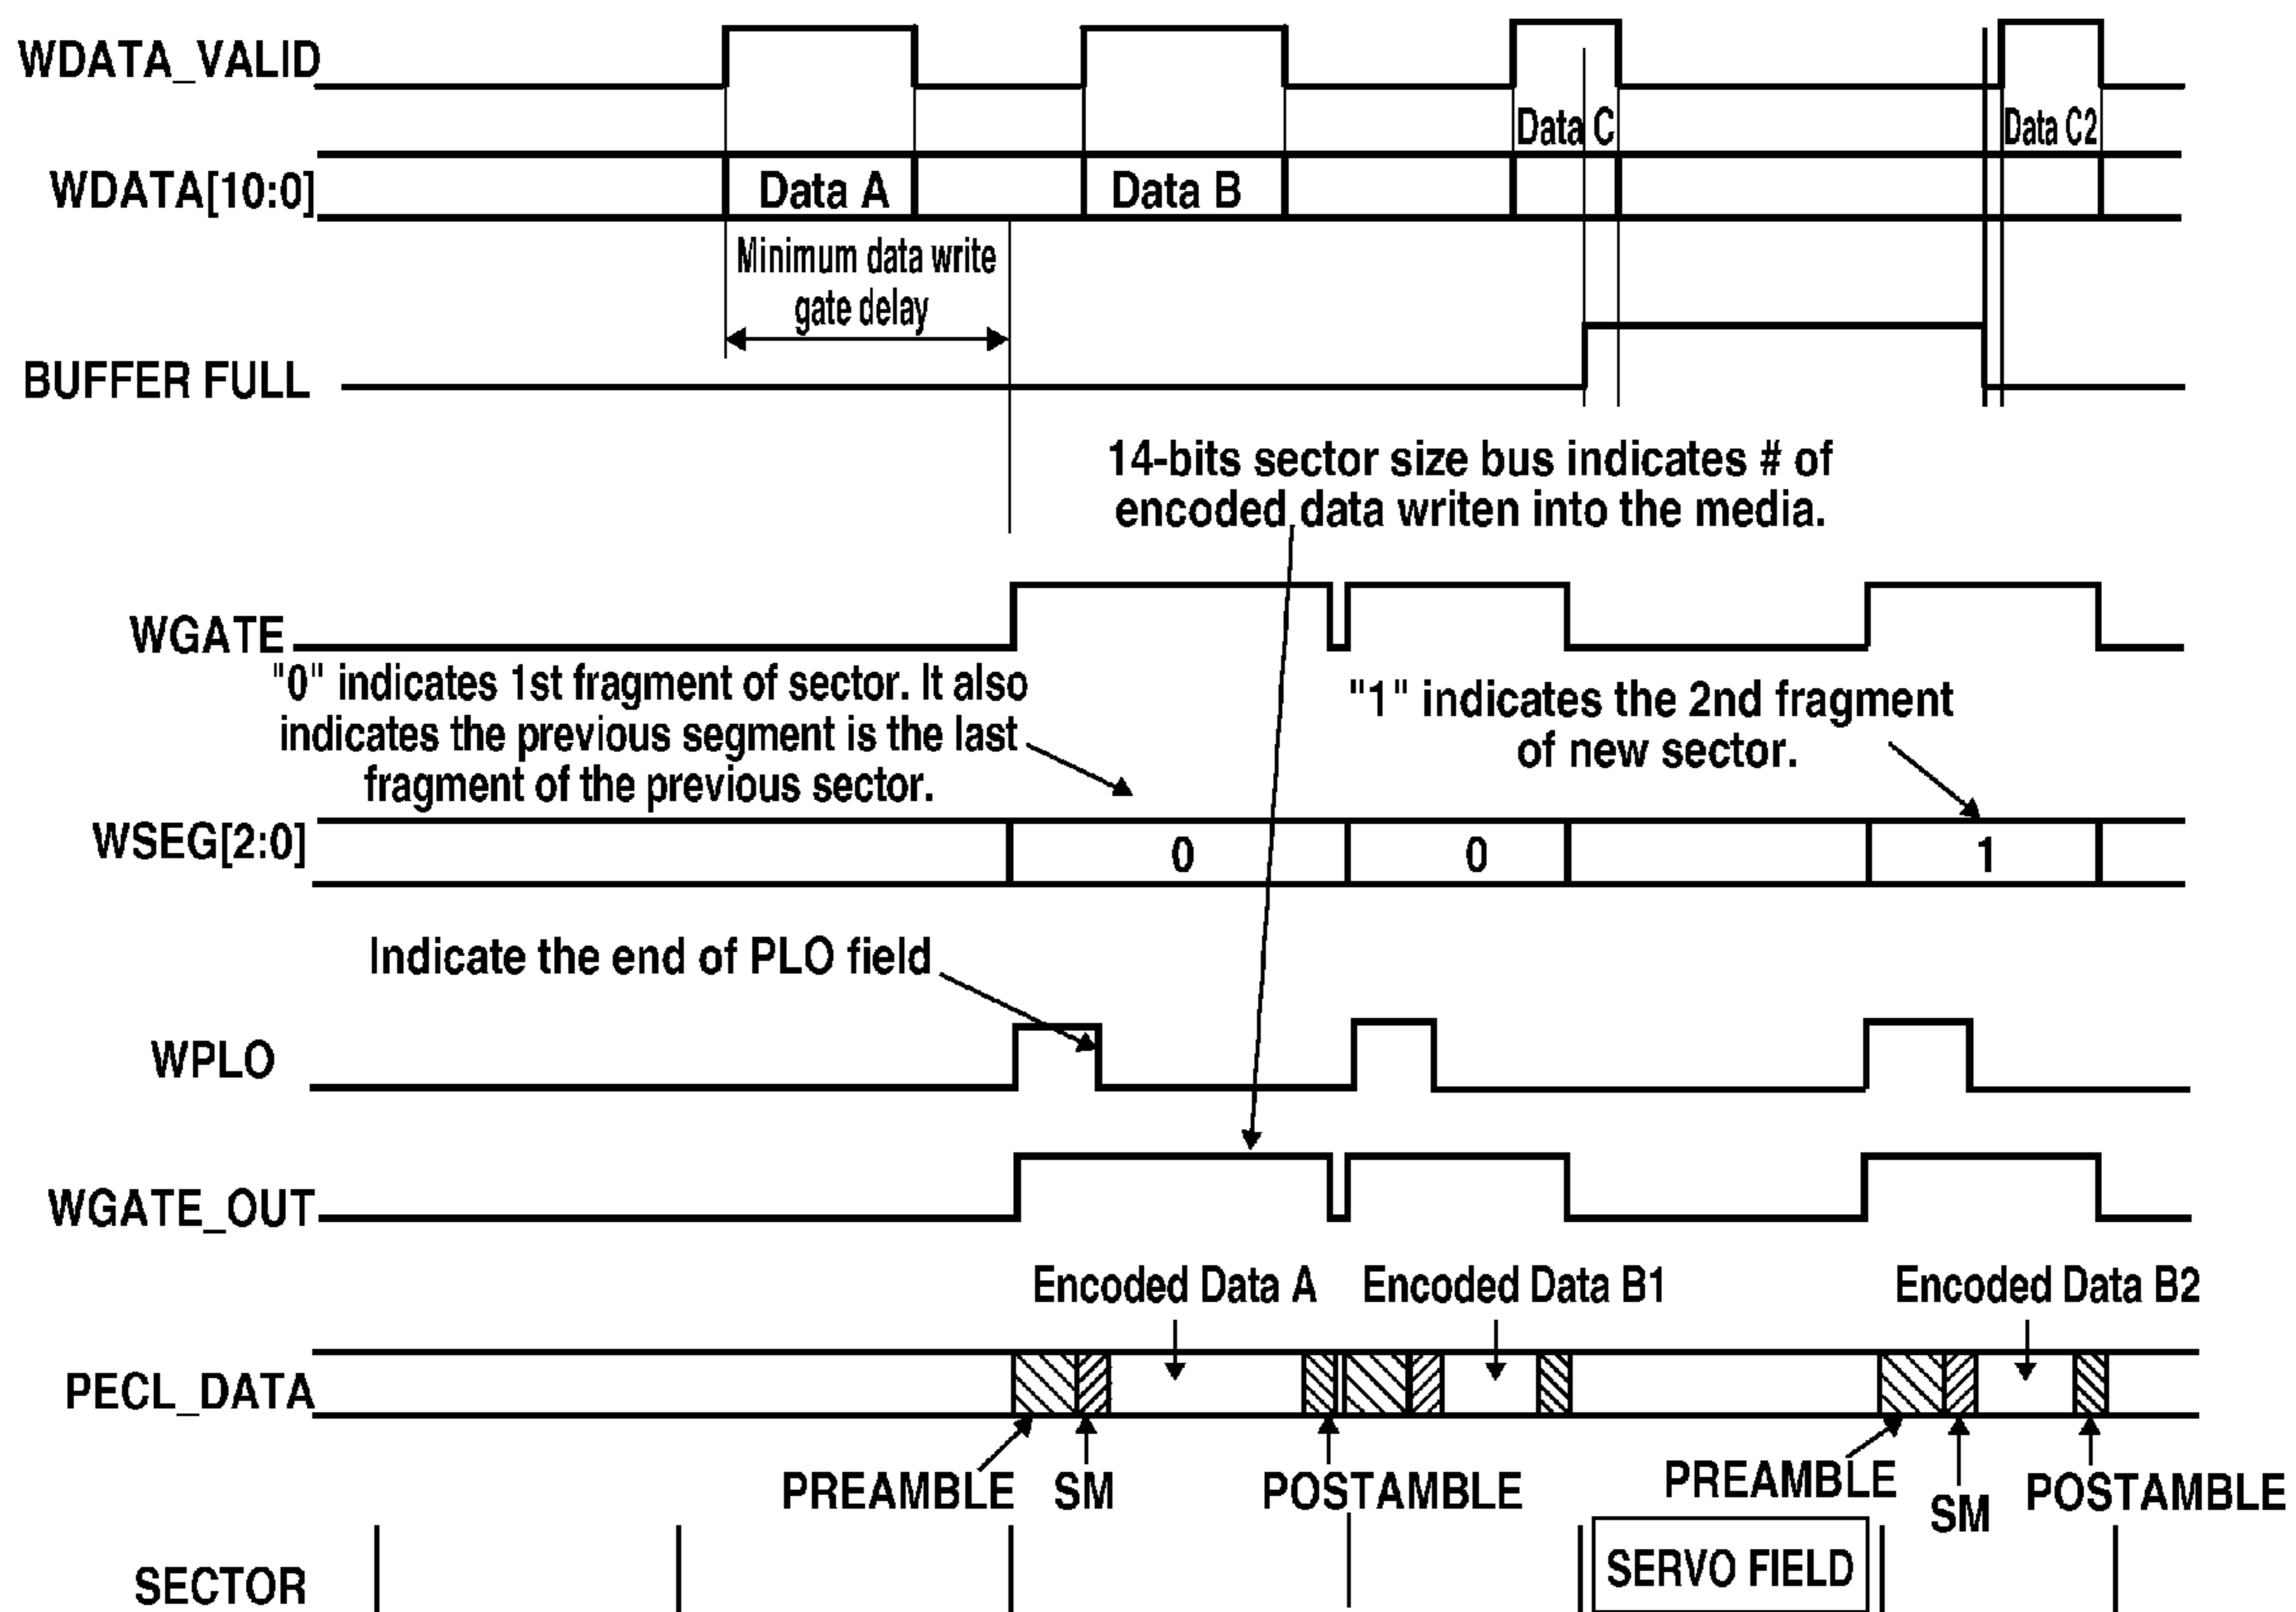 WDATA_VALID
Data C
Data C2
WDATA[10:0]
Data A
Data B
Minimum data write
gate delay
BUFFER FULL
14-bits sector size bus indicates # of
encoded data writen into the media.
WGATE
"0" indicates 1st fragment of sector. It also
indicates the previous segment is the last
fragment of the previous sector.
"1" indicates the 2nd fragment
of new sector.
WSEG[2:0]
0
0
1
Indicate the end of PLO field
WPLO
WGATE_OUT
Encoded Data A
Encoded Data B1
Encoded Data B2
PECL_DATA
PREAMBLE
SM
POSTAMBLE
PREAMBLE
SM
POSTAMBLE
SECTOR
SERVO FIELD